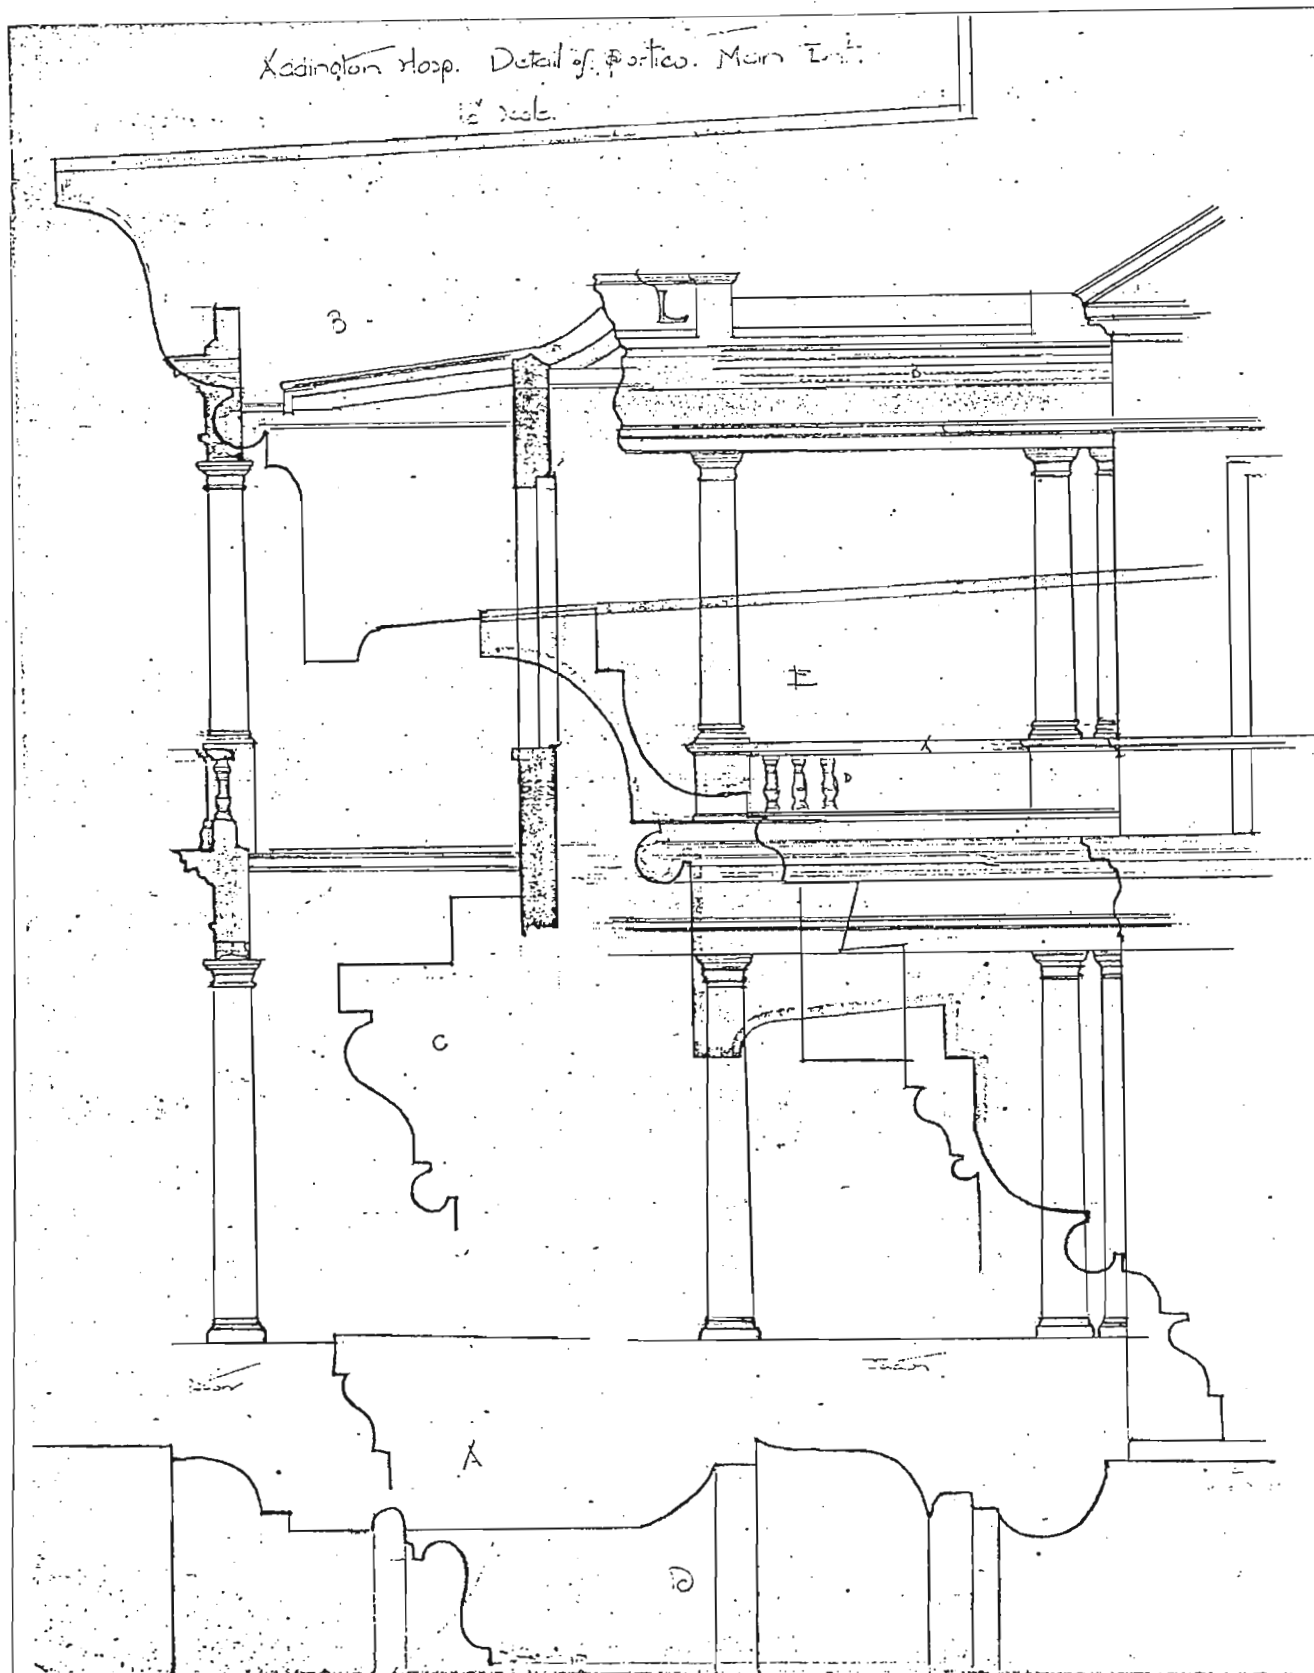 Addington Hosp. Detail of Portico. Main Ent.
½" scale.
B
L
D
E
A
D
C
A
D